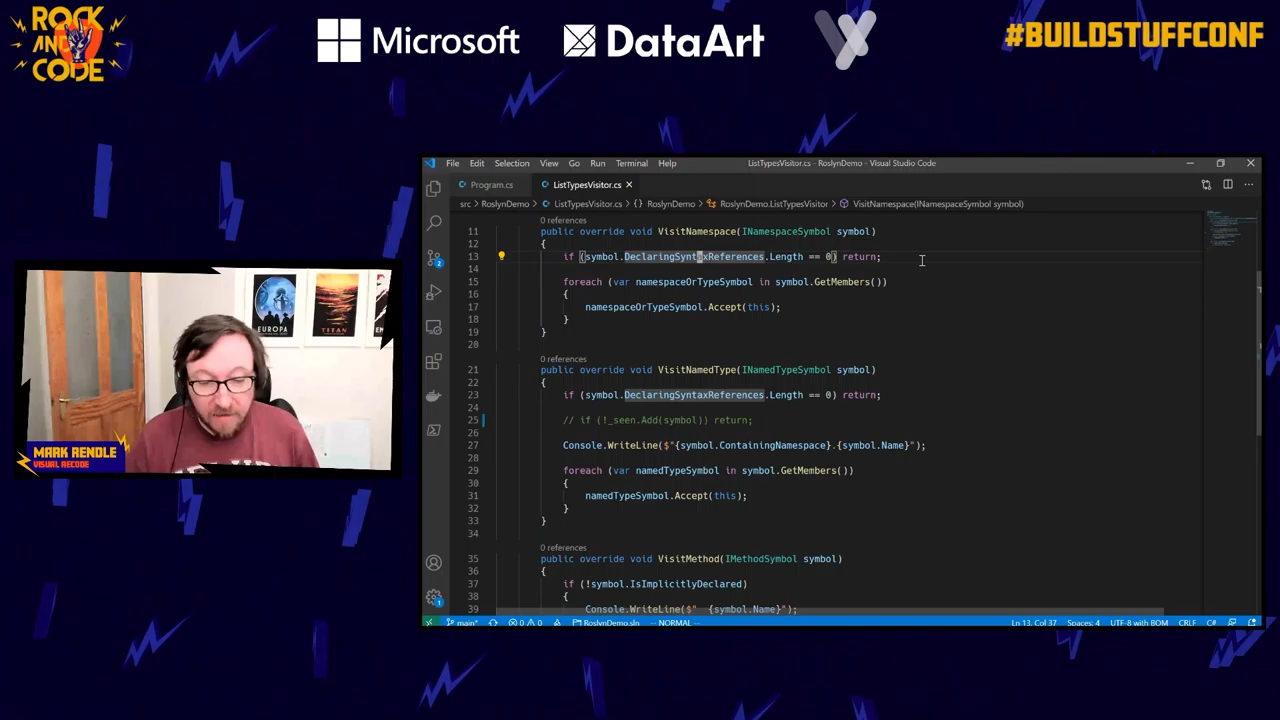 ROCK
AND
CODE
Microsoft
DataArt
#BUILDSTUFFCONF
EUROPA
TITAN
MARK RENDLE
VISUAL RECODE
File Edit Selection View Go Run Terminal Help
ListTypesVisitor.cs - RoslynDemo - Visual Studio Code
Program.cs
ListTypesVisitor.cs
src > RoslynDemo > ListTypesVisitor.cs > {} RoslynDemo > RoslynDemo.ListTypesVisitor > VisitNamespace(INamespaceSymbol symbol)
0 references
11 public override void VisitNamespace(INamespaceSymbol symbol)
12 {
13 if (symbol.DeclaringSyntaxReferences.Length == 0) return;
14
15 foreach (var namespaceOrTypeSymbol in symbol.GetMembers())
16 {
17 namespaceOrTypeSymbol.Accept(this);
18 }
19 }
20
0 references
21 public override void VisitNamedType(INamedTypeSymbol symbol)
22 {
23 if (symbol.DeclaringSyntaxReferences.Length == 0) return;
24
25 // if (!_seen.Add(symbol)) return;
26
27 Console.WriteLine($"{symbol.ContainingNamespace}.{symbol.Name}");
28
29 foreach (var namedTypeSymbol in symbol.GetMembers())
30 {
31 namedTypeSymbol.Accept(this);
32 }
33 }
34
0 references
35 public override void VisitMethod(IMethodSymbol symbol)
36 {
37 if (!symbol.IsImplicitlyDeclared)
38 {
39 Console.WriteLine($"  {symbol.Name}");
2
1
main* 0 0 RoslynDemo.sln -- NORMAL -- Ln 13, Col 37 Spaces: 4 UTF-8 with BOM CRLF C#